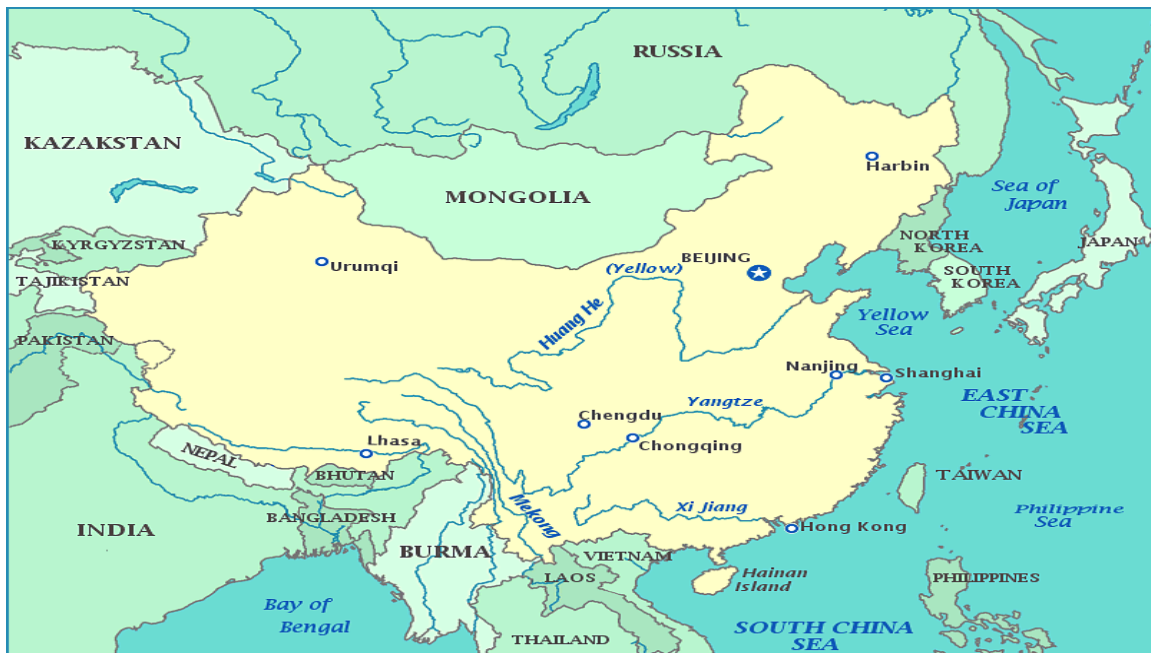 RUSSIA
KAZAKSTAN
Harbin
MONGOLIA
Sea of
Japan
KYRGYZSTAN
NORTH
KOREA
JAPAN
BEIJING
(Yellow)
Urumqi
TAJIKISTAN
SOUTH
KOREA
Huang He
Yellow
Sea
PAKISTAN
Nanjing
Shanghai
EAST
CHINA
SEA
Yangtze
Chengdu
Chongqing
Lhasa
NEPAL
BHUTAN
TAIWAN
Mekong
Xi Jiang
Philippine
Sea
BANGLADESH
INDIA
Hong Kong
BURMA
VIETNAM
LAOS
Hainan
Island
PHILIPPINES
Bay of
Bengal
THAILAND
SOUTH CHINA
SEA